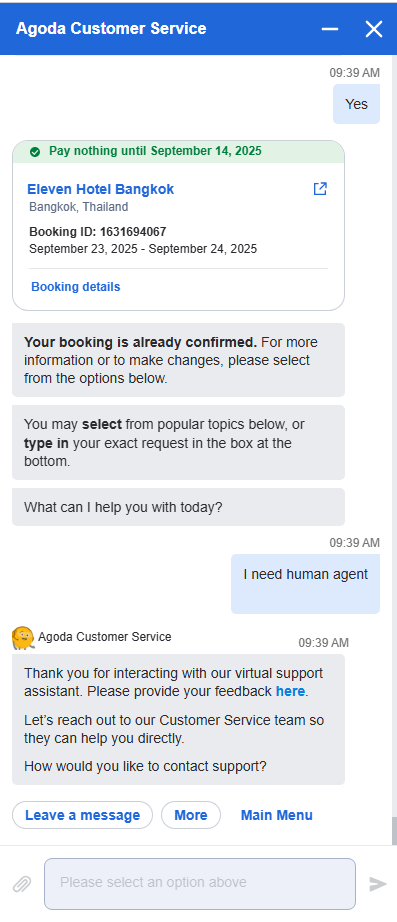 Agoda Customer Service
09:39 AM
Yes
Pay nothing until September 14, 2025
Eleven Hotel Bangkok
Bangkok, Thailand
Booking ID: 1631694067
September 23, 2025 - September 24, 2025
Booking details
Your booking is already confirmed. For more
information or to make changes, please select
from the options below.
You may select from popular topics below, or
type in your exact request in the box at the
bottom.
What can I help you with today?
09:39 AM
I need human agent
Agoda Customer Service
09:39 AM
Thank you for interacting with our virtual support
assistant. Please provide your feedback here.
Let's reach out to our Customer Service team so
they can help you directly.
How would you like to contact support?
Leave a message
More
Main Menu
Please select an option above